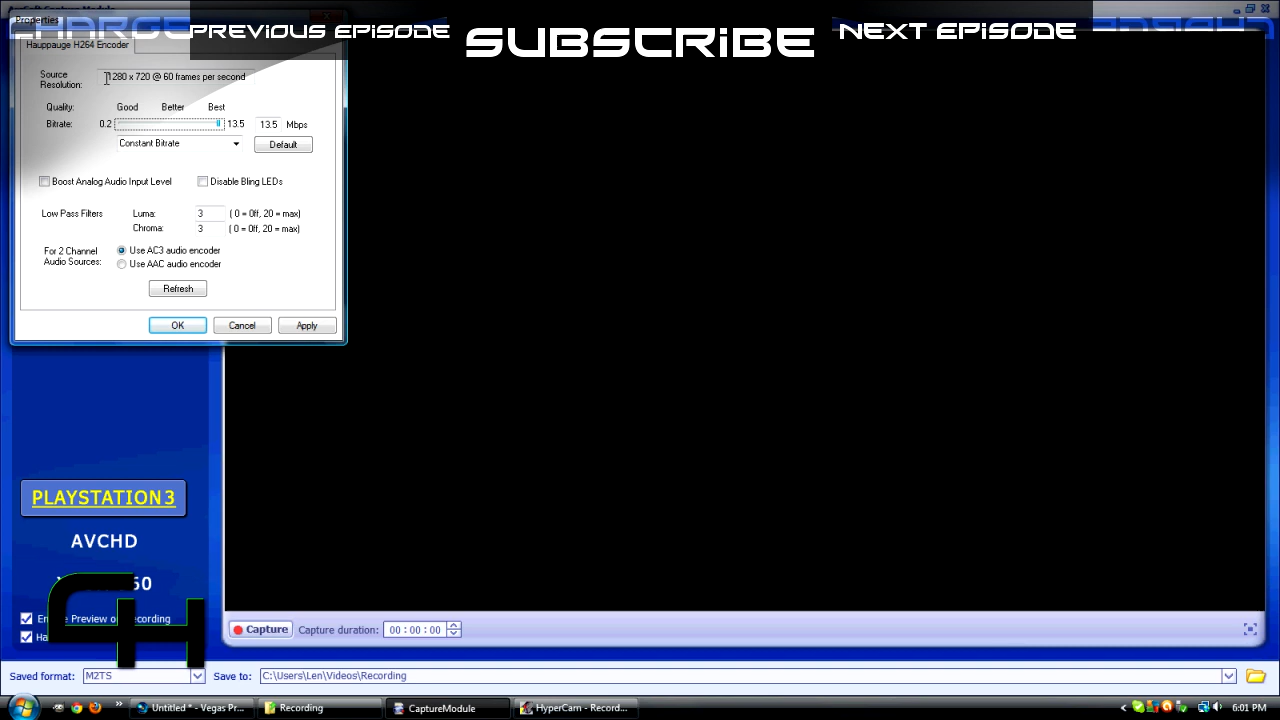 Properties
PREVIOUS EPISODE
SUBSCRIBE
NEXT EPISODE
CHARGE
Hauppauge H264 Encoder
Source Resolution:
1280 x 720 @ 60 frames per second
Quality: Good Better Best
Bitrate: 0.2 13.5 13.5 Mbps
Constant Bitrate
Default
Boost Analog Audio Input Level
Disable Bling LEDs
Low Pass Filters
Luma: 3 ( 0 = Off, 20 = max)
Chroma: 3 ( 0 = Off, 20 = max)
For 2 Channel Audio Sources:
Use AC3 audio encoder
Use AAC audio encoder
Refresh
OK Cancel Apply
PLAYSTATION3
AVCHD
Preview
Capture
Capture duration: 00 : 00 : 00
Saved format: M2TS
Save to: C:\Users\Len\Videos\Recording
Untitled * - Vegas Pr...
Recording
CaptureModule
HyperCam - Record...
6:01 PM